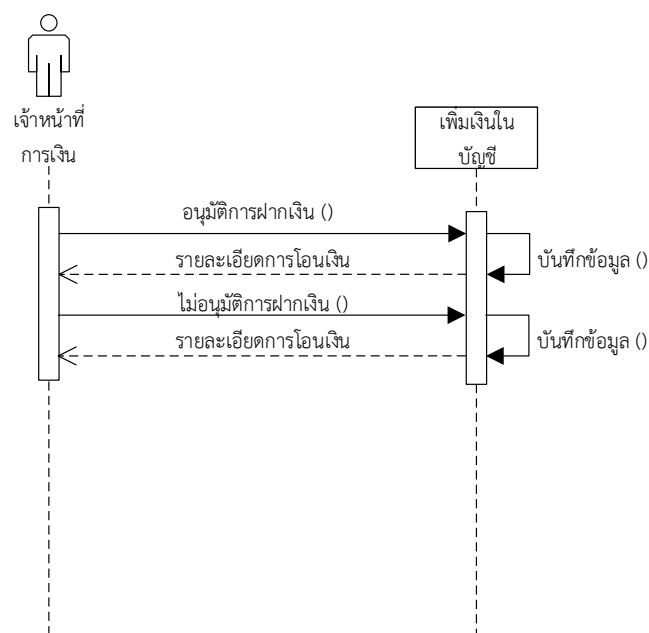 เจ้าหน้าที่
การเงิน
เพิ่มเงินใน
บัญชี
อนุมัติการฝากเงิน ()
รายละเอียดการโอนเงิน
บันทึกข้อมูล ()
ไม่อนุมัติการฝากเงิน ()
รายละเอียดการโอนเงิน
บันทึกข้อมูล ()